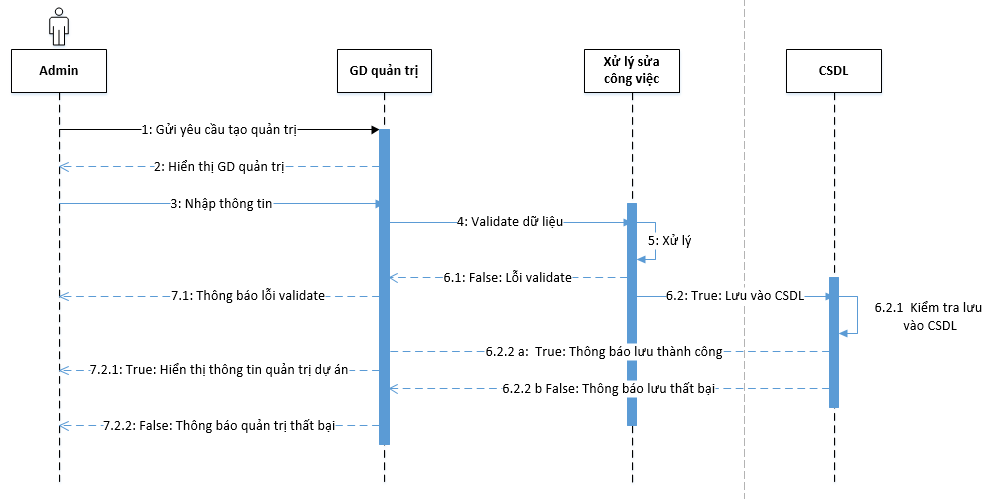 Admin
GD quản trị
Xử lý sửa
công việc
CSDL
1: Gửi yêu cầu tạo quản trị
2: Hiển thị GD quản trị
3: Nhập thông tin
4: Validate dữ liệu
5: Xử lý
6.1: False: Lỗi validate
7.1: Thông báo lỗi validate
6.2: True: Lưu vào CSDL
6.2.1 Kiểm tra lưu
vào CSDL
6.2.2 a: True: Thông báo lưu thành công
7.2.1: True: Hiển thị thông tin quản trị dự án
6.2.2 b False: Thông báo lưu thất bại
7.2.2: False: Thông báo quản trị thất bại